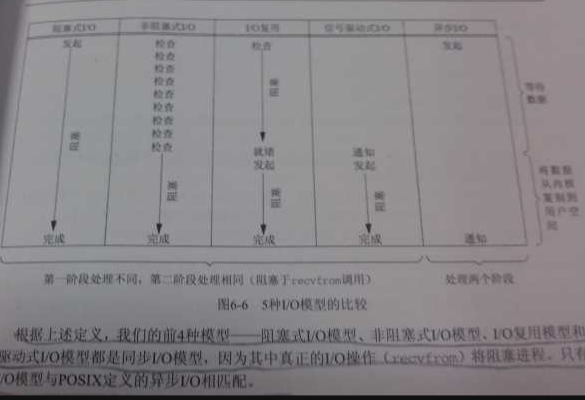 阻塞式I/O 非阻塞式I/O I/O复用 信号驱动式I/O 异步I/O
发起 检查 检查 发起
检查
检查
检查
检查
检查
检查
检查
检查
阻塞
阻塞
等待
数据
就绪 通知
发起 发起
阻塞 阻塞 阻塞
将数据
从内核
复制到
用户空
间
完成 完成 完成 完成 通知
第一阶段处理不同,第二阶段处理相同(阻塞于recvfrom调用) 处理两个阶段
图6-6 5种I/O模型的比较
根据上述定义,我们的前4种模型——阻塞式I/O模型、非阻塞式I/O模型、I/O复用模型和
驱动式I/O模型都是同步I/O模型,因为其中真正的I/O操作(recvfrom)将阻塞进程。只有
I/O模型与POSIX定义的异步I/O相匹配。